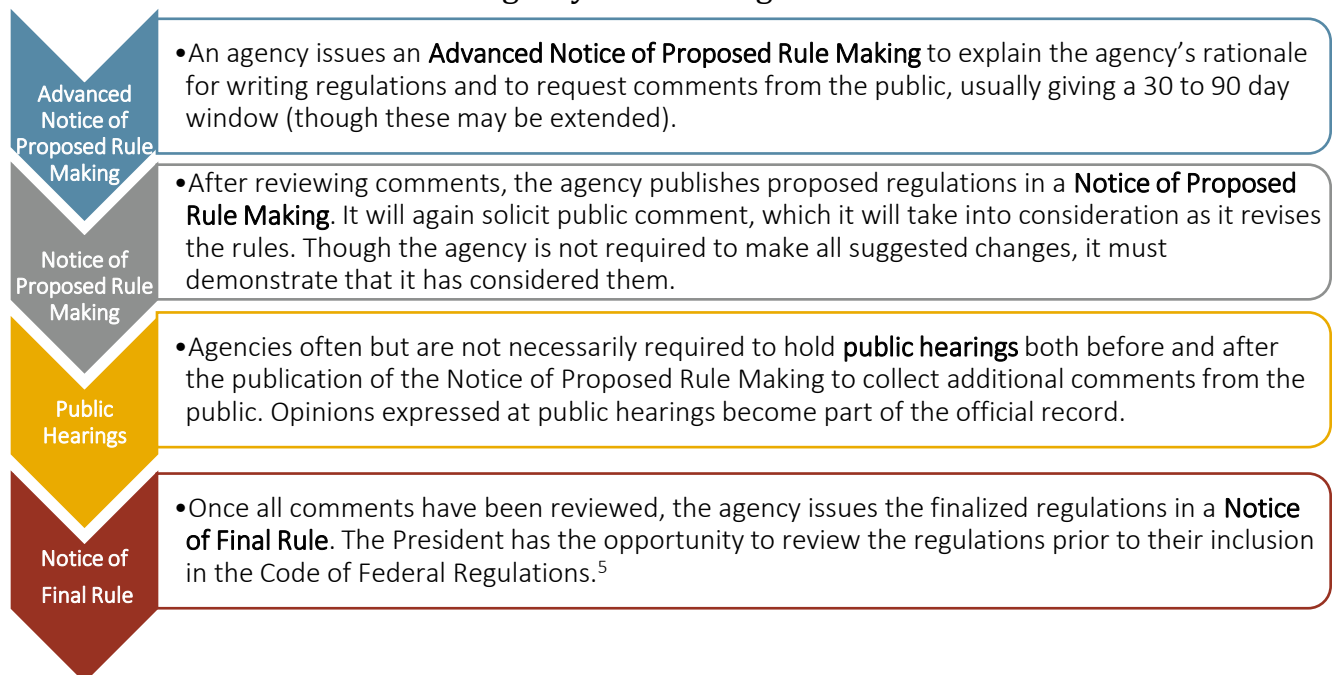 Advanced
Notice of
Proposed Rule
Making
•An agency issues an Advanced Notice of Proposed Rule Making to explain the agency’s rationale
for writing regulations and to request comments from the public, usually giving a 30 to 90 day
window (though these may be extended).
Notice of
Proposed Rule
Making
•After reviewing comments, the agency publishes proposed regulations in a Notice of Proposed
Rule Making. It will again solicit public comment, which it will take into consideration as it revises
the rules. Though the agency is not required to make all suggested changes, it must
demonstrate that it has considered them.
Public
Hearings
•Agencies often but are not necessarily required to hold public hearings both before and after
the publication of the Notice of Proposed Rule Making to collect additional comments from the
public. Opinions expressed at public hearings become part of the official record.
Notice of
Final Rule
•Once all comments have been reviewed, the agency issues the finalized regulations in a Notice
of Final Rule. The President has the opportunity to review the regulations prior to their inclusion
in the Code of Federal Regulations.5